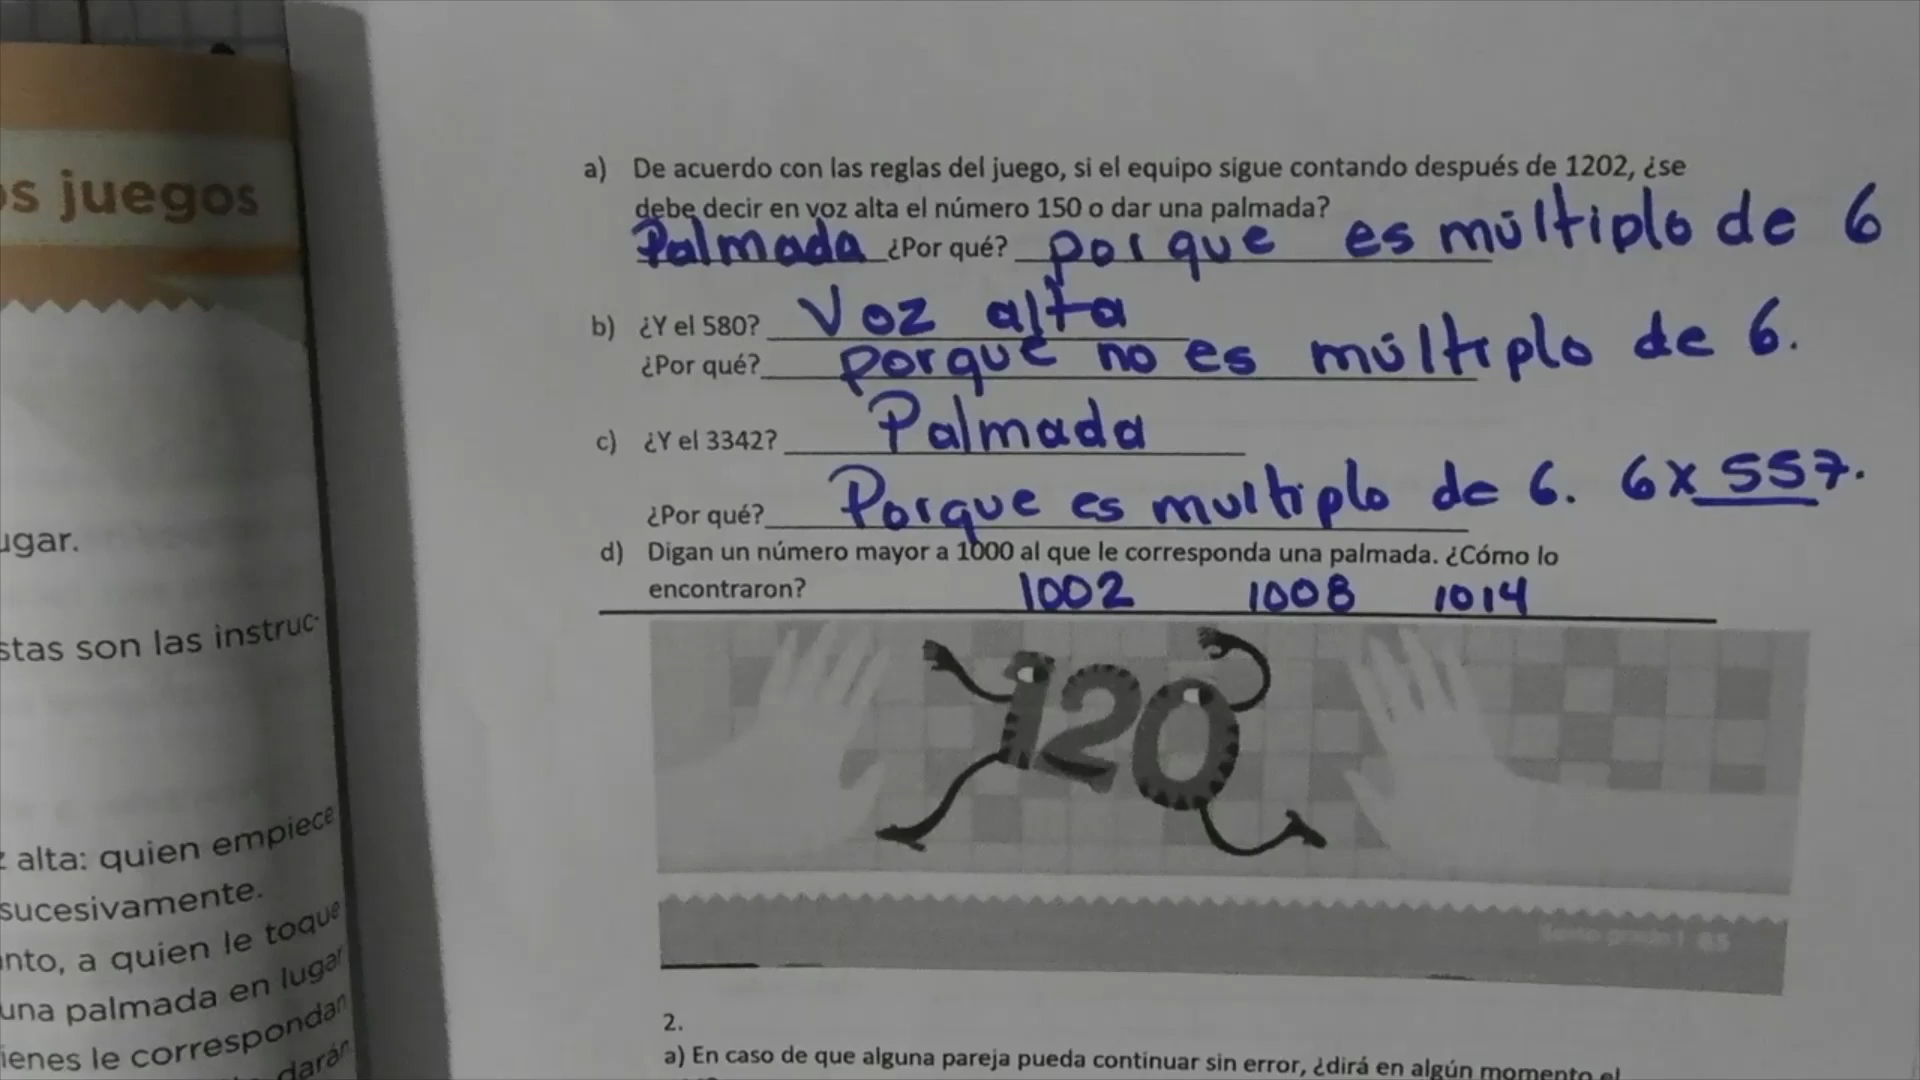 s juegos
ugar.
stas son las instruc-
z alta: quien empiece
sucesivamente.
nto, a quien le toque
una palmada en lugar
ienes le correspondan
darán
a) De acuerdo con las reglas del juego, si el equipo sigue contando después de 1202, ¿se
debe decir en voz alta el número 150 o dar una palmada?
Palmada ¿Por qué? porque es múltiplo de 6
b) ¿Y el 580? Voz alta
¿Por qué? porque no es múltiplo de 6.
c) ¿Y el 3342? Palmada
¿Por qué? Porque es multiplo de 6. 6x 557.
d) Digan un número mayor a 1000 al que le corresponda una palmada. ¿Cómo lo
encontraron? 1002 1008 1014
120
2.
a) En caso de que alguna pareja pueda continuar sin error, ¿dirá en algún momento el